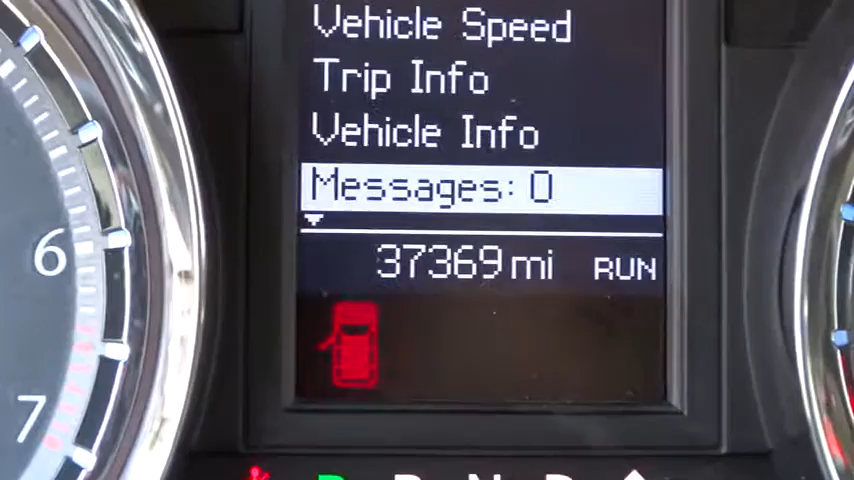 Vehicle Speed
Trip Info
Vehicle Info
Messages: 0
37369 mi RUN
6
7